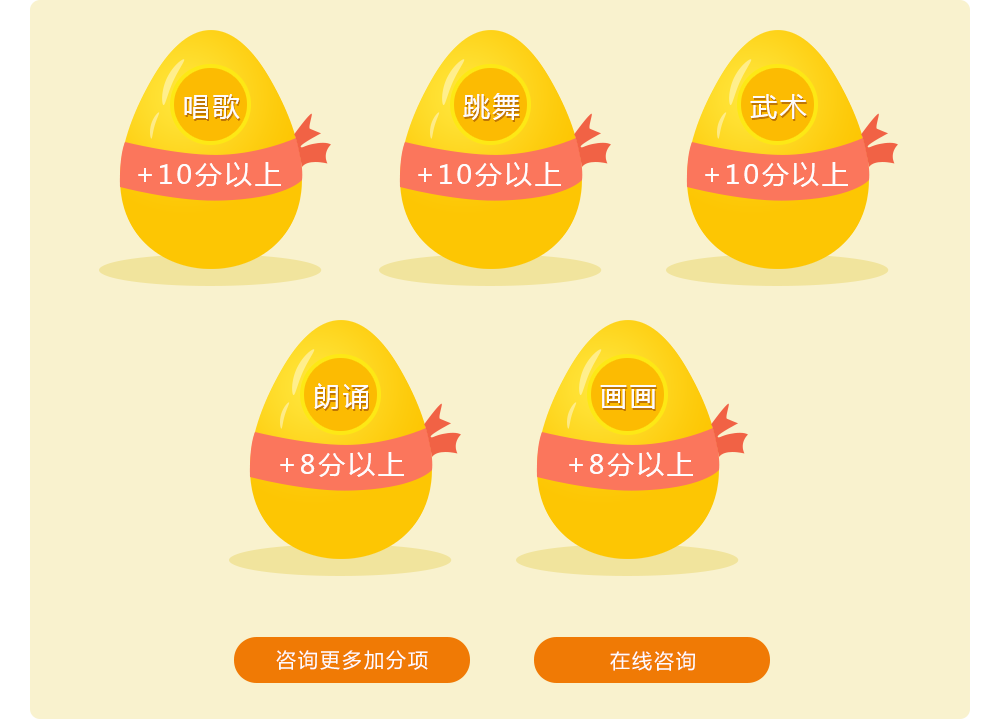 唱歌
+10分以上
跳舞
+10分以上
武术
+10分以上
朗诵
+8分以上
画画
+8分以上
咨询更多加分项
在线咨询